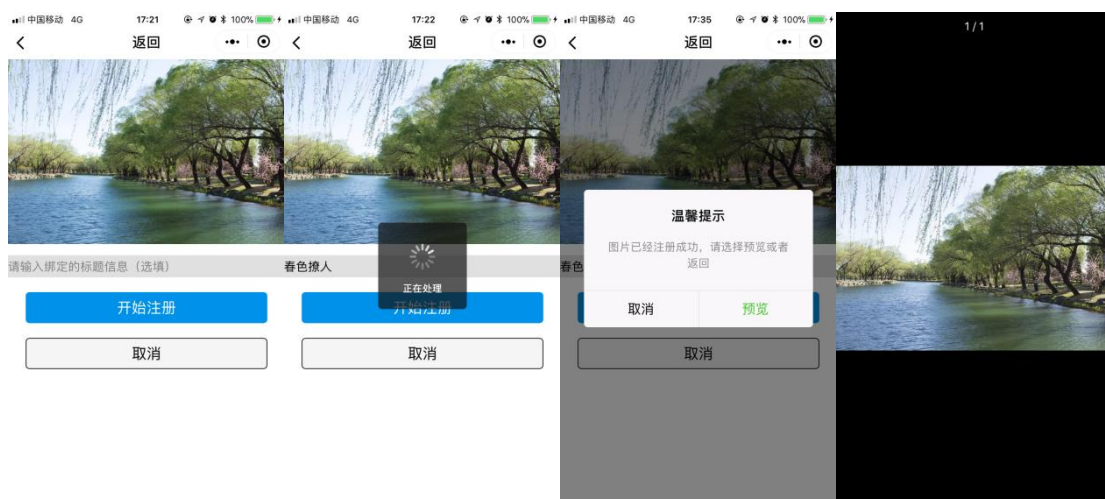 中国移动 4G 17:21 100%
返回
请输入绑定的标题信息（选填）
开始注册
取消
中国移动 4G 17:22 100%
返回
春色撩人
正在处理
开始注册
取消
中国移动 4G 17:35 100%
返回
春色
温馨提示
图片已经注册成功，请选择预览或者
返回
取消
预览
取消
1/1